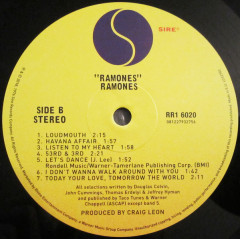 SIRE
"RAMONES"
RAMONES
SIDE B
STEREO
RR1 6020
081227932756
1. LOUDMOUTH 2:15
2. HAVANA AFFAIR 1:57
3. LISTEN TO MY HEART 1:58
4. 53RD & 3RD 2:21
5. LET'S DANCE (J. Lee) 1:53
Rondell Music/Warner-Tamerlane Publishing Corp. (BMI)
6. I DON'T WANNA WALK AROUND WITH YOU 1:42
7. TODAY YOUR LOVE, TOMORROW THE WORLD 2:11
All selections written by Douglas Colvin,
John Cummings, Thomas Erdelyi & Jeffrey Hyman
and published by Taco Tunes & Warner
Chappell (ASCAP) except band 5
PRODUCED BY CRAIG LEON